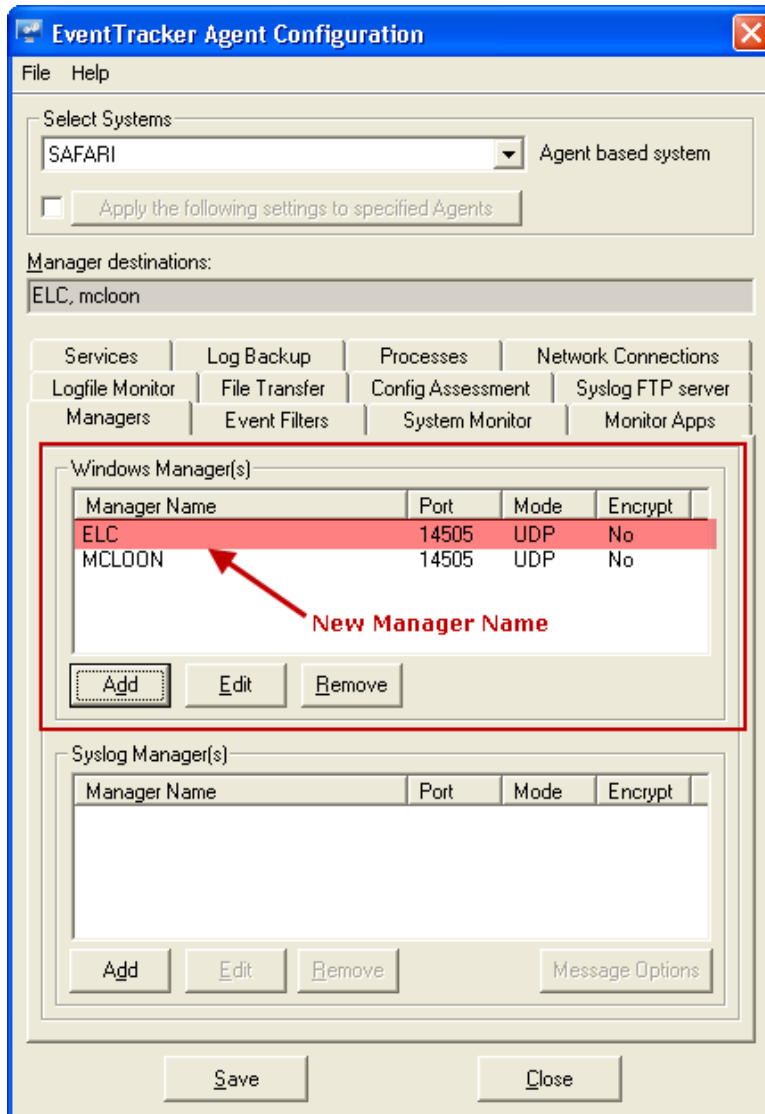 EventTracker Agent Configuration
File Help
Select Systems
SAFARI Agent based system
Apply the following settings to specified Agents
Manager destinations:
ELC, mcloon
Services Log Backup Processes Network Connections
Logfile Monitor File Transfer Config Assessment Syslog FTP server
Managers Event Filters System Monitor Monitor Apps
Windows Manager(s)
Manager Name Port Mode Encrypt
ELC 14505 UDP No
MCLOON 14505 UDP No
New Manager Name
Add Edit Remove
Syslog Manager(s)
Manager Name Port Mode Encrypt
Add Edit Remove Message Options
Save Close